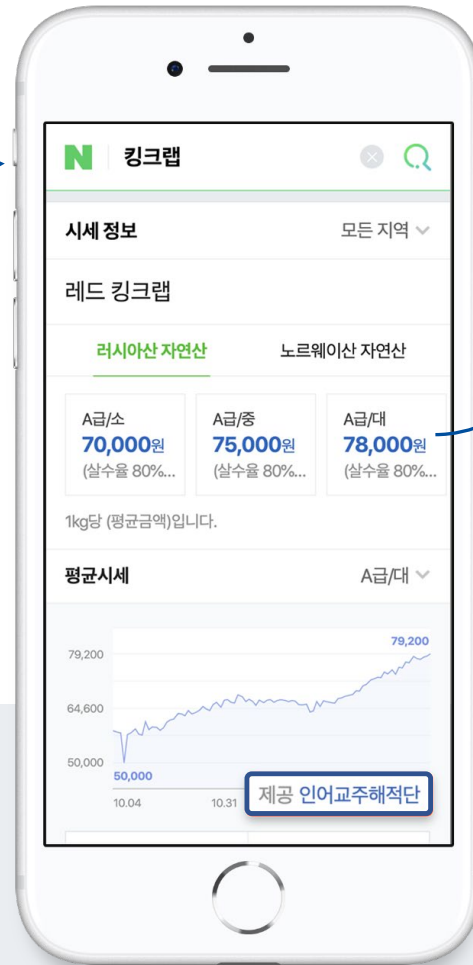 N 킹크랩
시세 정보 모든 지역
레드 킹크랩
러시아산 자연산 노르웨이산 자연산
A급/소 A급/중 A급/대
70,000원 75,000원 78,000원
(살수율 80%... (살수율 80%... (살수율 80%...
1kg당 (평균금액)입니다.
평균시세 A급/대
79,200
79,200
64,600
50,000
50,000
10.04 10.31
제공 인어교주해적단